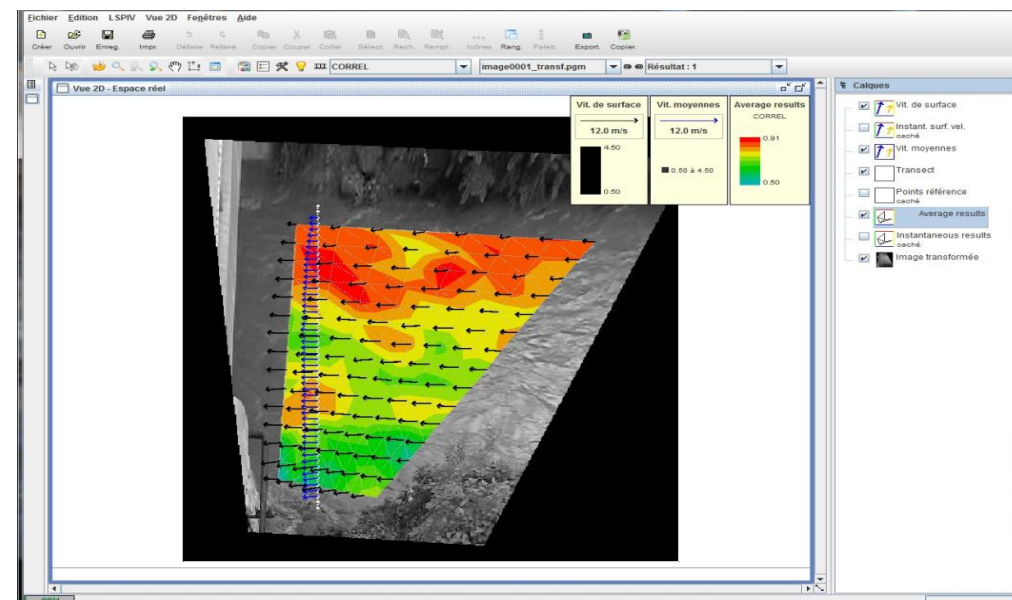 Fichier Edition LSPIV Vue 2D Fenêtres Aide
Créer Ouvrir Enreg. Impr. Défaire Refaire Copier Couper Coller Sélect. Rech. Rempl. Icônes Rang. Palett. Export. Copier.
CORREL image0001_transf.pgm Résultat : 1
Vue 2D - Espace réel
Vit. de surface
12.0 m/s
4.50
0.50
Vit. moyennes
12.0 m/s
0.50 à 4.50
Average results
CORREL
0.91
0.50
Calques
Vit. de surface
Instant. surf. vel.
caché
Vit. moyennes
Transect
Points référence
caché
Average results
Instantaneous results
caché
Image transformée